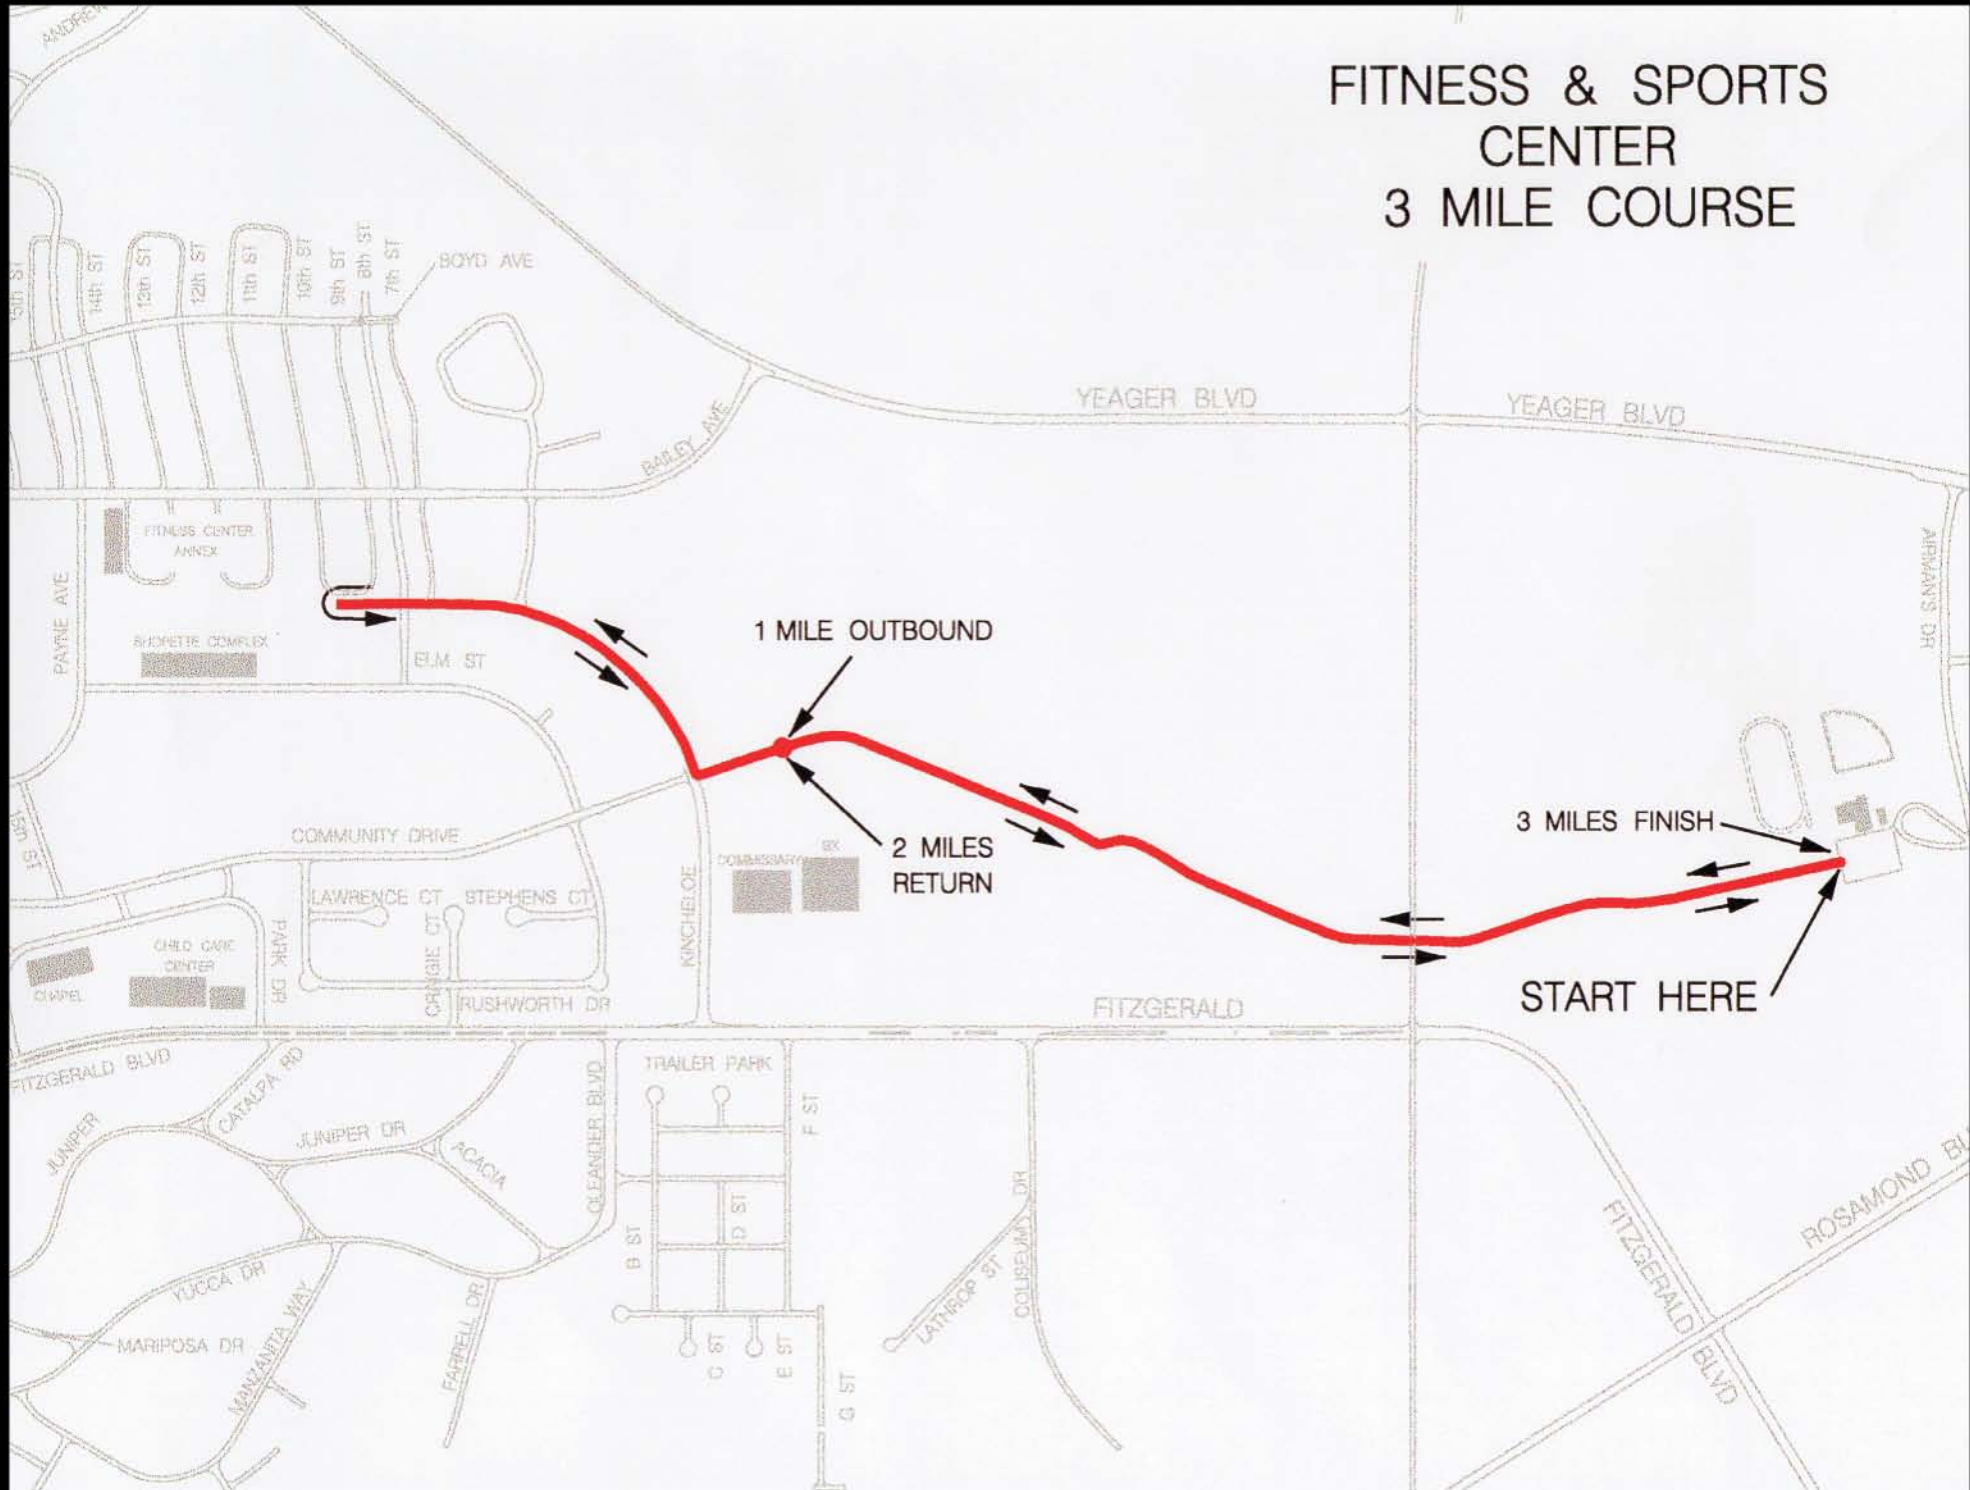 FITNESS & SPORTS
CENTER
3 MILE COURSE
15th ST
14th ST
13th ST
12th ST
11th ST
10th ST
9th ST
8th ST
7th ST
BOYD AVE
YEAGER BLVD
YEAGER BLVD
BAILEY AVE
FITNESS CENTER
ANNEX
PAYNE AVE
SHOPETTE COMPLEX
ELM ST
AIRMAN'S DR
1 MILE OUTBOUND
2 MILES
RETURN
3 MILES FINISH
START HERE
COMMUNITY DRIVE
COMMISSARY
BX
KINCHELOE
LAWRENCE CT
STEPHENS CT
CRAIGIE CT
PARK DR
RUSHWORTH DR
CHILD CARE
CENTER
CHAPEL
FITZGERALD
FITZGERALD BLVD
CATALPA RD
JUNIPER
JUNIPER DR
ACACIA
OLEANDER BLVD
TRAILER PARK
F ST
B ST
D ST
C ST
E ST
G ST
LATHROP ST
COLISEUM DR
YUCCA DR
MARIPOSA DR
MANZANITA WAY
FARRELL DR
FITZGERALD BLVD
ROSAMOND